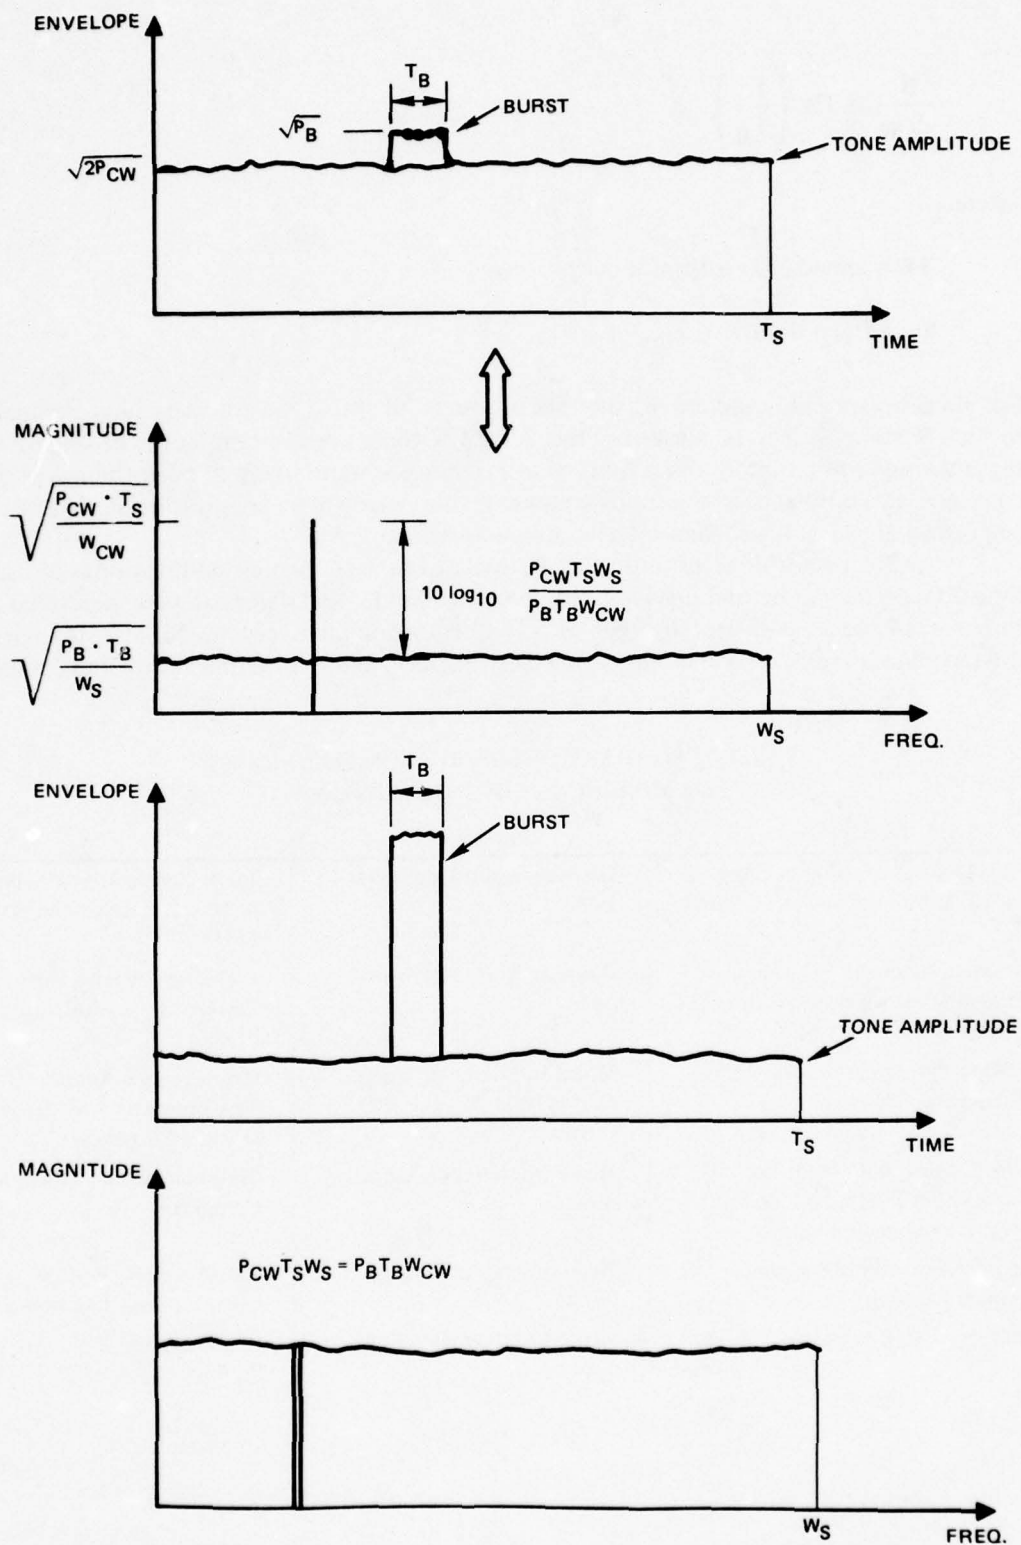 ENVELOPE
T_B
BURST
√P_B
TONE AMPLITUDE
√2P_CW
T_S
TIME
MAGNITUDE
√(P_CW · T_S / W_CW)
10 log₁₀ P_CW T_S W_S / P_B T_B W_CW
√(P_B · T_B / W_S)
W_S
FREQ.
T_B
ENVELOPE
BURST
TONE AMPLITUDE
T_S
TIME
MAGNITUDE
P_CW T_S W_S = P_B T_B W_CW
W_S
FREQ.